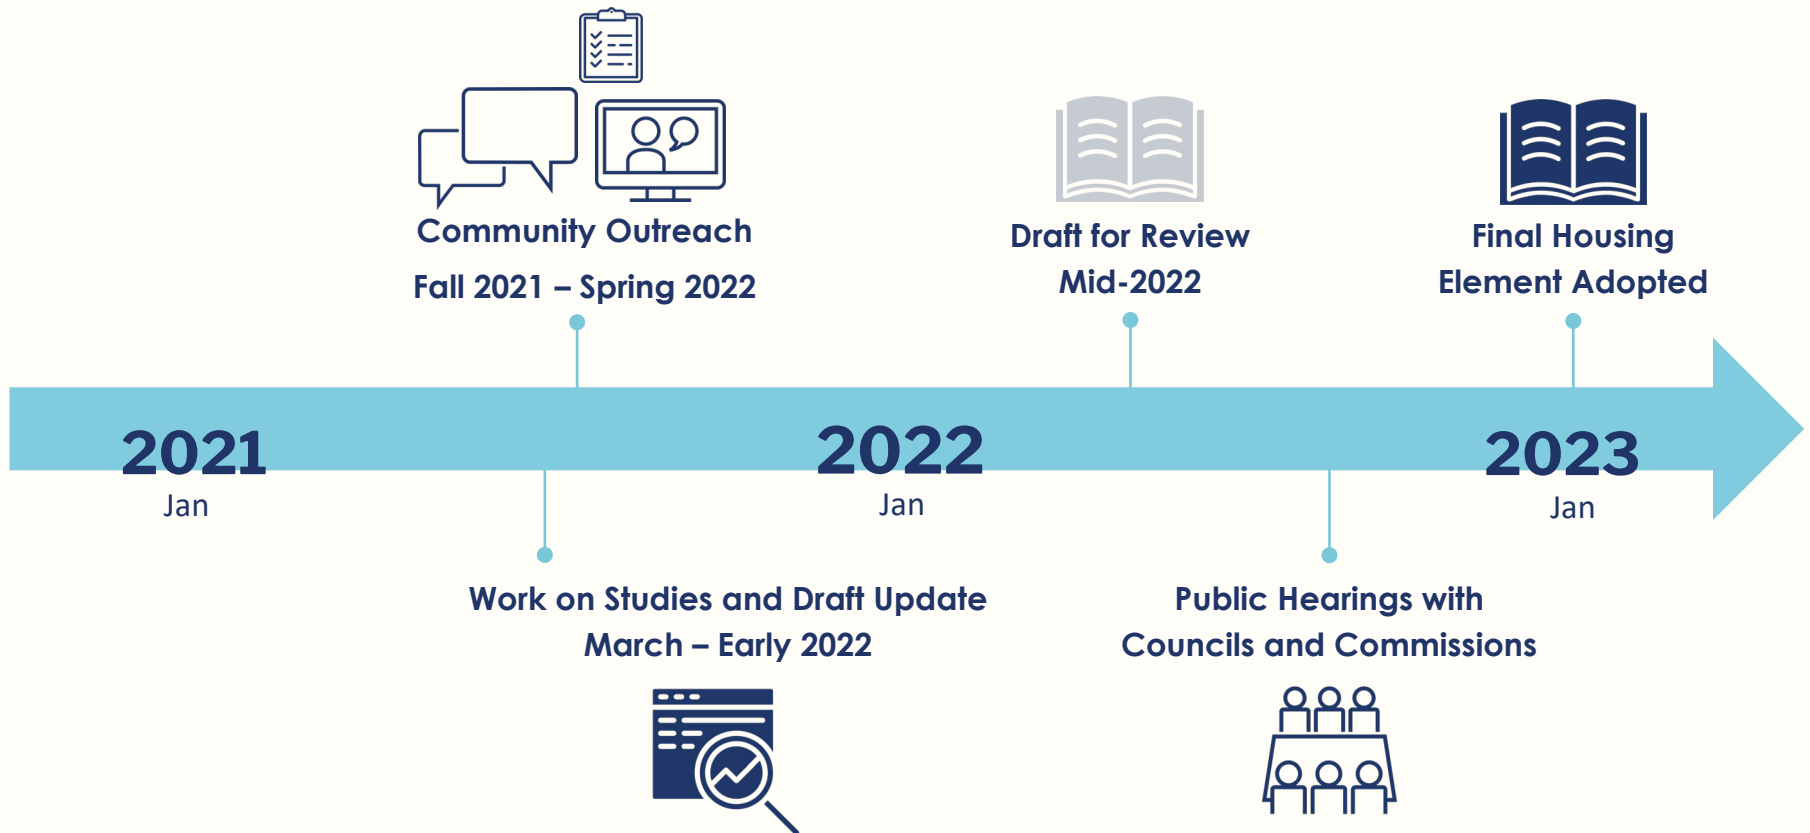 Community Outreach
Fall 2021 – Spring 2022
Draft for Review
Mid-2022
Final Housing
Element Adopted
2021
Jan
2022
Jan
2023
Jan
Work on Studies and Draft Update
March – Early 2022
Public Hearings with
Councils and Commissions